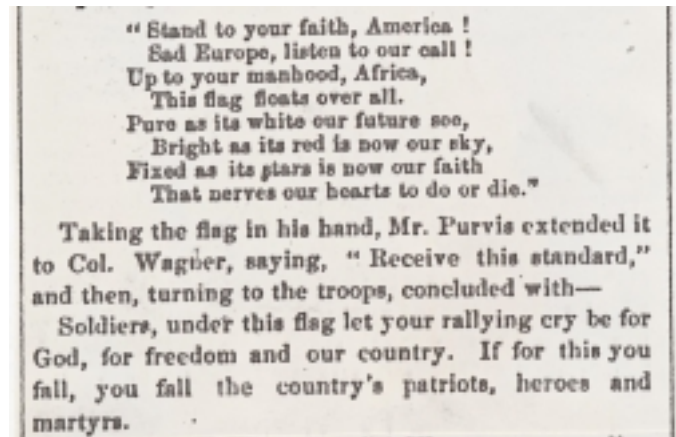 “ Stand to your faith, America !
Sad Europe, listen to our call !
Up to your manhood, Africa,
This flag floats over all.
Pure as its white our future see,
Bright as its red is now our sky,
Fixed as its stars is now our faith
That nerves our hearts to do or die.”
Taking the flag in his hand, Mr. Purvis extended it
to Col. Wagner, saying, “ Receive this standard,”
and then, turning to the troops, concluded with—
Soldiers, under this flag let your rallying cry be for
God, for freedom and our country. If for this you
fall, you fall the country’s patriots, heroes and
martyrs.